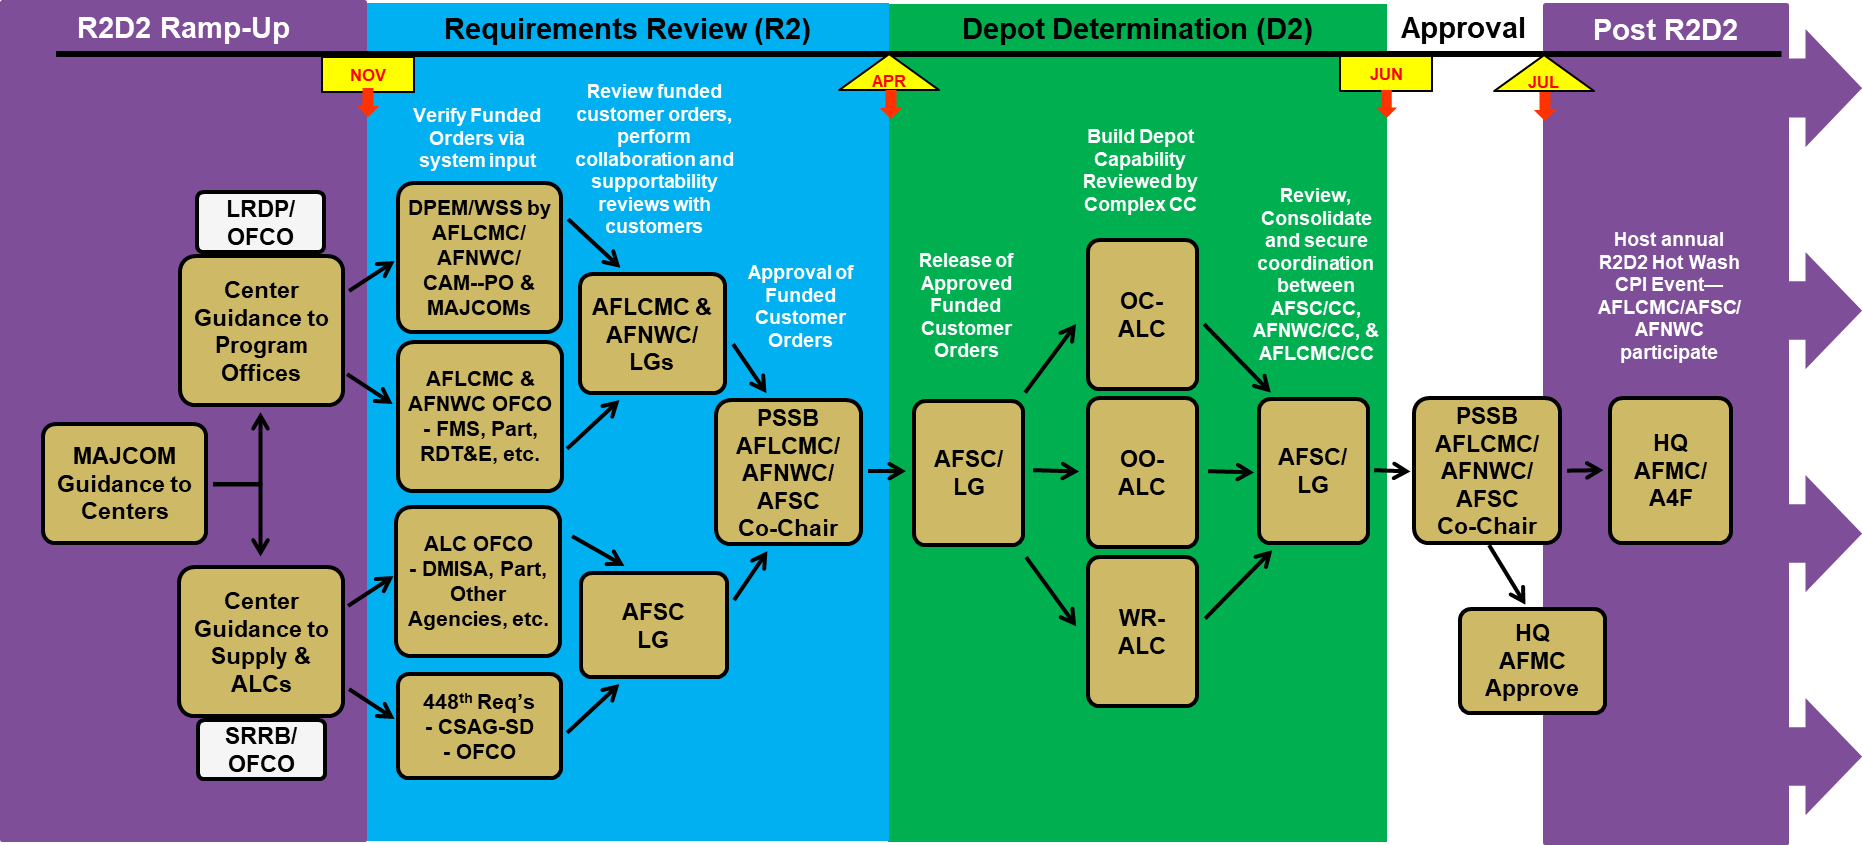 R2D2 Ramp-Up
Requirements Review (R2)
Depot Determination (D2)
Approval
Post R2D2
NOV
APR
JUN
JUL
LRDP/
OFCO
Center
Guidance to
Program
Offices
MAJCOM
Guidance to
Centers
Center
Guidance to
Supply &
ALCs
SRRB/
OFCO
Verify Funded
Orders via
system input
DPEM/WSS by
AFLCMC/
AFNWC/
CAM--PO &
MAJCOMs
AFLCMC &
AFNWC OFCO
- FMS, Part,
RDT&E, etc.
ALC OFCO
- DMISA, Part,
Other
Agencies, etc.
448th Req's
- CSAG-SD
- OFCO
Review funded
customer orders,
perform
collaboration and
supportability
reviews with
customers
AFLCMC &
AFNWC/
LGs
AFSC
LG
Approval of
Funded
Customer
Orders
PSSB
AFLCMC/
AFNWC/
AFSC
Co-Chair
Release of
Approved
Funded
Customer
Orders
AFSC/
LG
Build Depot
Capability
Reviewed by
Complex CC
OC-
ALC
OO-
ALC
WR-
ALC
Review,
Consolidate
and secure
coordination
between
AFSC/CC,
AFNWC/CC, &
AFLCMC/CC
AFSC/
LG
PSSB
AFLCMC/
AFNWC/
AFSC
Co-Chair
HQ
AFMC
Approve
Host annual
R2D2 Hot Wash
CPI Event—
AFLCMC/AFSC/
AFNWC
participate
HQ
AFMC/
A4F